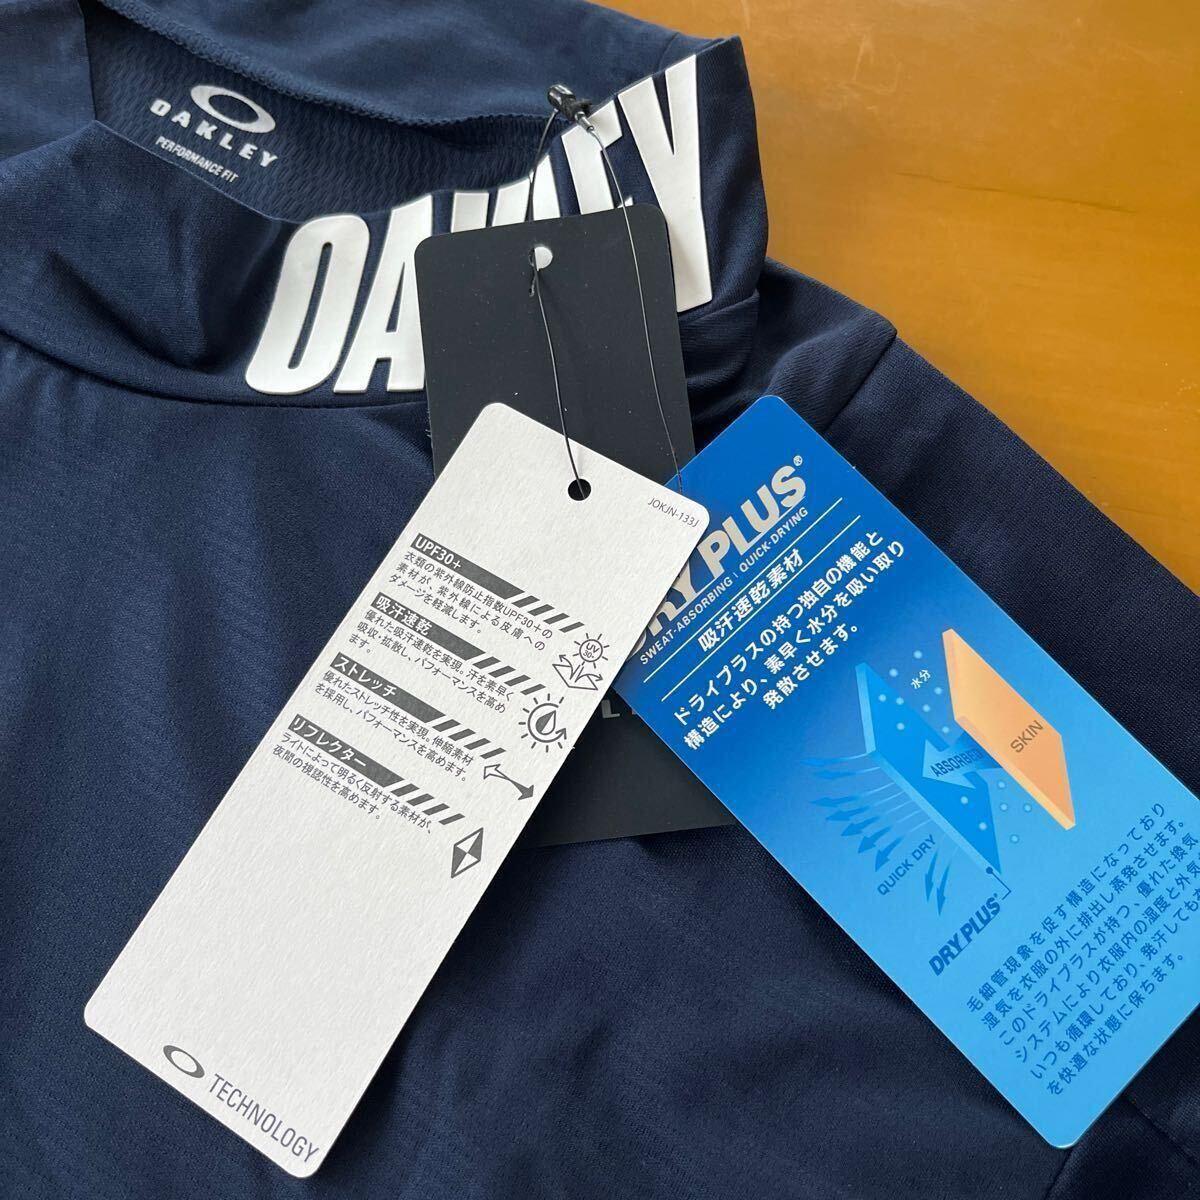 OAKLEY
PERFORMANCE FIT
JOKJN-133J
UPF30+
衣類の紫外線防止指数UPF30+の
素材が、紫外線による皮膚への
ダメージを軽減します。
UV
30+
吸汗速乾
優れた吸汗速乾を実現。汗を素早く
吸収・拡散し、パフォーマンスを高め
ます。
ストレッチ
優れたストレッチ性を実現。伸縮素材
を採用し、パフォーマンスを高めます。
リフレクター
ライトによって明るく反射する素材が、
夜間の視認性を高めます。
TECHNOLOGY
RY PLUS®
SWEAT-ABSORBING | QUICK-DRYING
吸汗速乾素材
ドライプラスの持つ独自の機能と
構造により、素早く水分を吸い取り
発散させます。
水分
SKIN
ABSORBED
QUICK DRY
DRY PLUS®
毛細管現象を促す構造になっており
湿気を衣服の外に排出し蒸発させます。
このドライプラスが持つ、優れた換気
システムにより衣服内の湿度と外気
いつも循環しており、発汗しても
を快適な状態に保ちます。